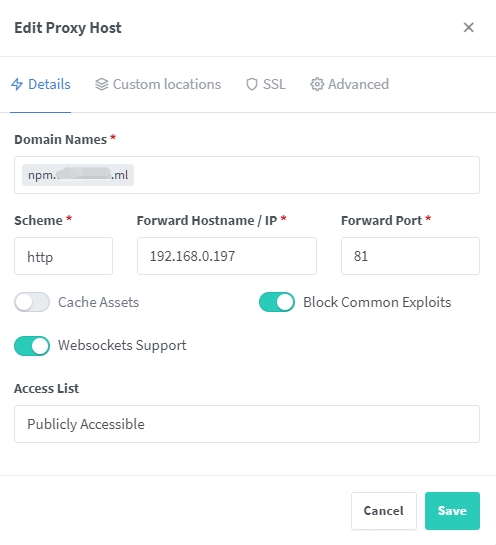 Edit Proxy Host ×
Details Custom locations SSL Advanced
Domain Names *
npm. .ml
Scheme * Forward Hostname / IP * Forward Port *
http 192.168.0.197 81
Cache Assets Block Common Exploits
Websockets Support
Access List
Publicly Accessible
Cancel Save